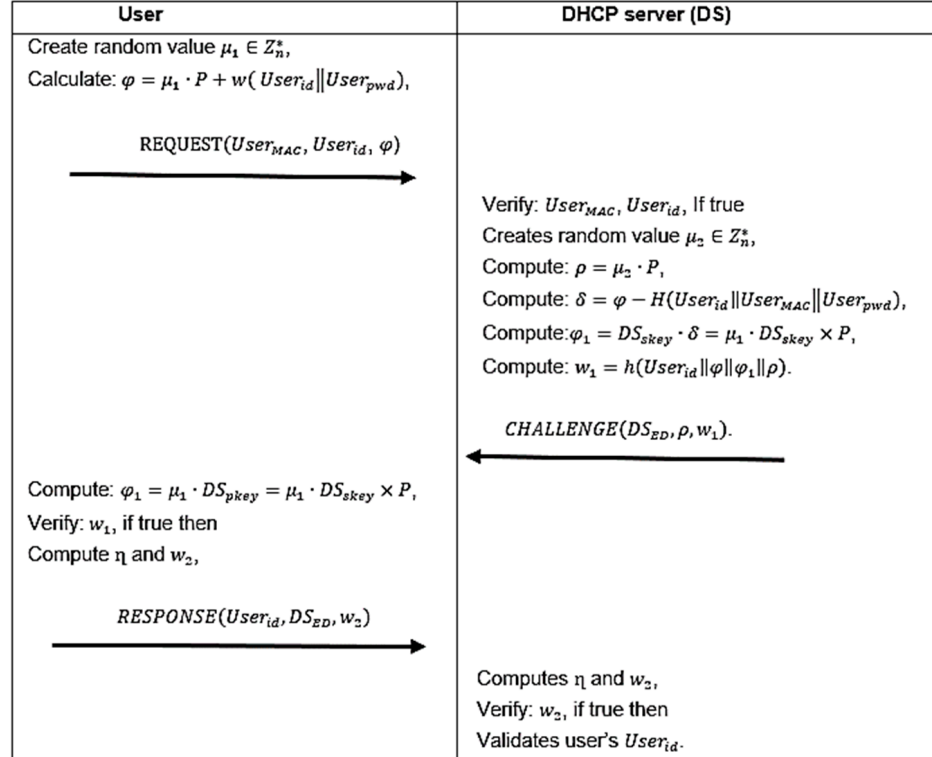 User
DHCP server (DS)
Create random value μ₁ ∈ Zₙ*,
Calculate: φ = μ₁ · P + w( User_id‖User_pwd),
REQUEST(User_MAC, User_id, φ)
Verify: User_MAC, User_id, If true
Creates random value μ₂ ∈ Zₙ*,
Compute: ρ = μ₂ · P,
Compute: δ = φ − H(User_id‖User_MAC‖User_pwd),
Compute:φ₁ = DS_skey · δ = μ₁ · DS_skey × P,
Compute: w₁ = h(User_id‖φ‖φ₁‖ρ).
CHALLENGE(DS_ED, ρ, w₁).
Compute: φ₁ = μ₁ · DS_pkey = μ₁ · DS_skey × P,
Verify: w₁, if true then
Compute η and w₂,
RESPONSE(User_id, DS_ED, w₂)
Computes η and w₂,
Verify: w₂, if true then
Validates user's User_id.